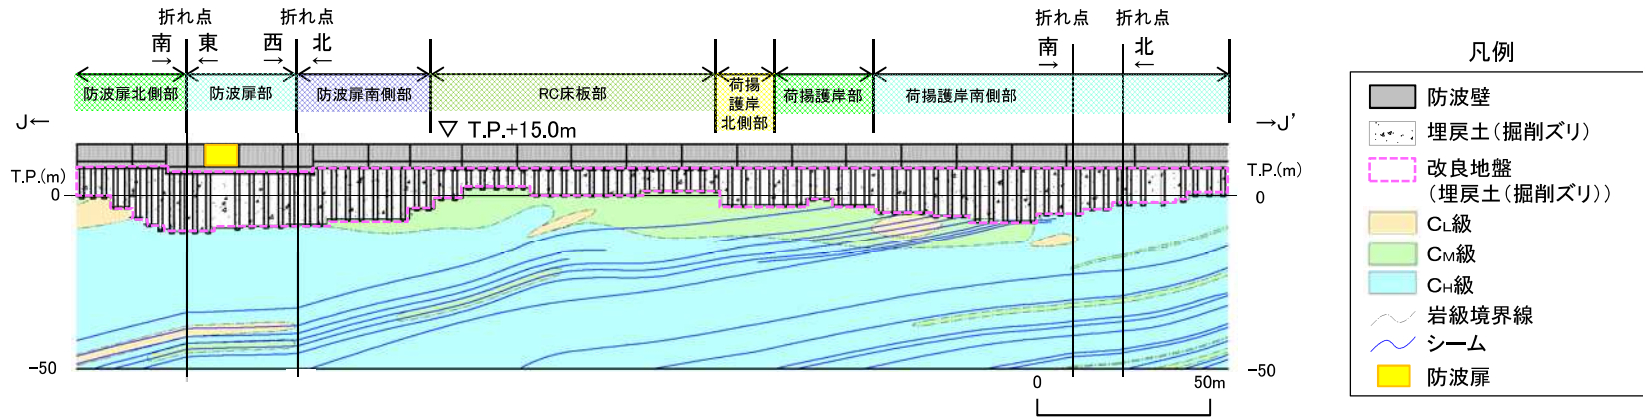 折れ点
折れ点
折れ点
折れ点
南→
東←
西→
北←
南→
北←
凡例
防波扉北側部
防波扉部
防波扉南側部
RC床板部
荷揚
護岸
北側部
荷揚護岸部
荷揚護岸南側部
J←
▽ T.P.+15.0m
→J'
T.P.(m)
0
-50
T.P.(m)
0
-50
0
50m
防波壁
埋戻土(掘削ズリ)
改良地盤
(埋戻土(掘削ズリ))
CL級
CM級
CH級
岩級境界線
シーム
防波扉